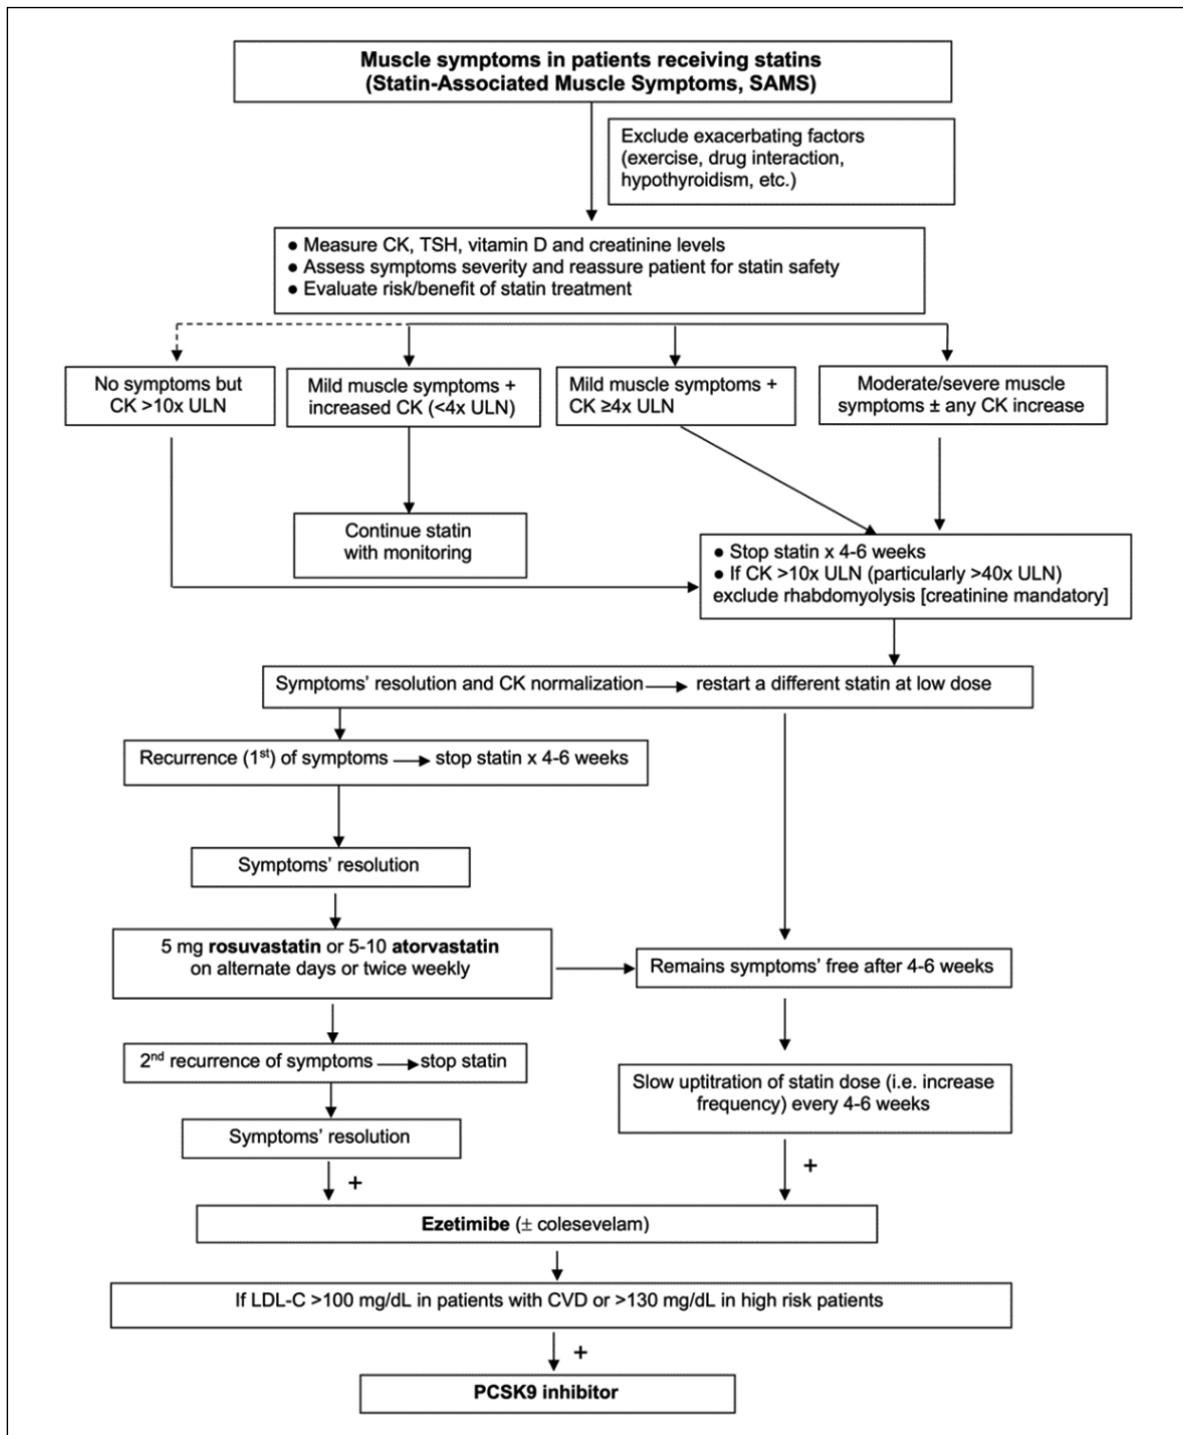 Muscle symptoms in patients receiving statins
(Statin-Associated Muscle Symptoms, SAMS)
Exclude exacerbating factors
(exercise, drug interaction,
hypothyroidism, etc.)
● Measure CK, TSH, vitamin D and creatinine levels
● Assess symptoms severity and reassure patient for statin safety
● Evaluate risk/benefit of statin treatment
No symptoms but
CK >10x ULN
Mild muscle symptoms +
increased CK (<4x ULN)
Mild muscle symptoms +
CK ≥4x ULN
Moderate/severe muscle
symptoms ± any CK increase
Continue statin
with monitoring
● Stop statin x 4-6 weeks
● If CK >10x ULN (particularly >40x ULN)
exclude rhabdomyolysis [creatinine mandatory]
Symptoms’ resolution and CK normalization → restart a different statin at low dose
Recurrence (1st) of symptoms → stop statin x 4-6 weeks
Symptoms’ resolution
5 mg rosuvastatin or 5-10 atorvastatin
on alternate days or twice weekly
Remains symptoms’ free after 4-6 weeks
2nd recurrence of symptoms → stop statin
Slow uptitration of statin dose (i.e. increase
frequency) every 4-6 weeks
Symptoms’ resolution
+
+
Ezetimibe (± colesevelam)
If LDL-C >100 mg/dL in patients with CVD or >130 mg/dL in high risk patients
+
PCSK9 inhibitor